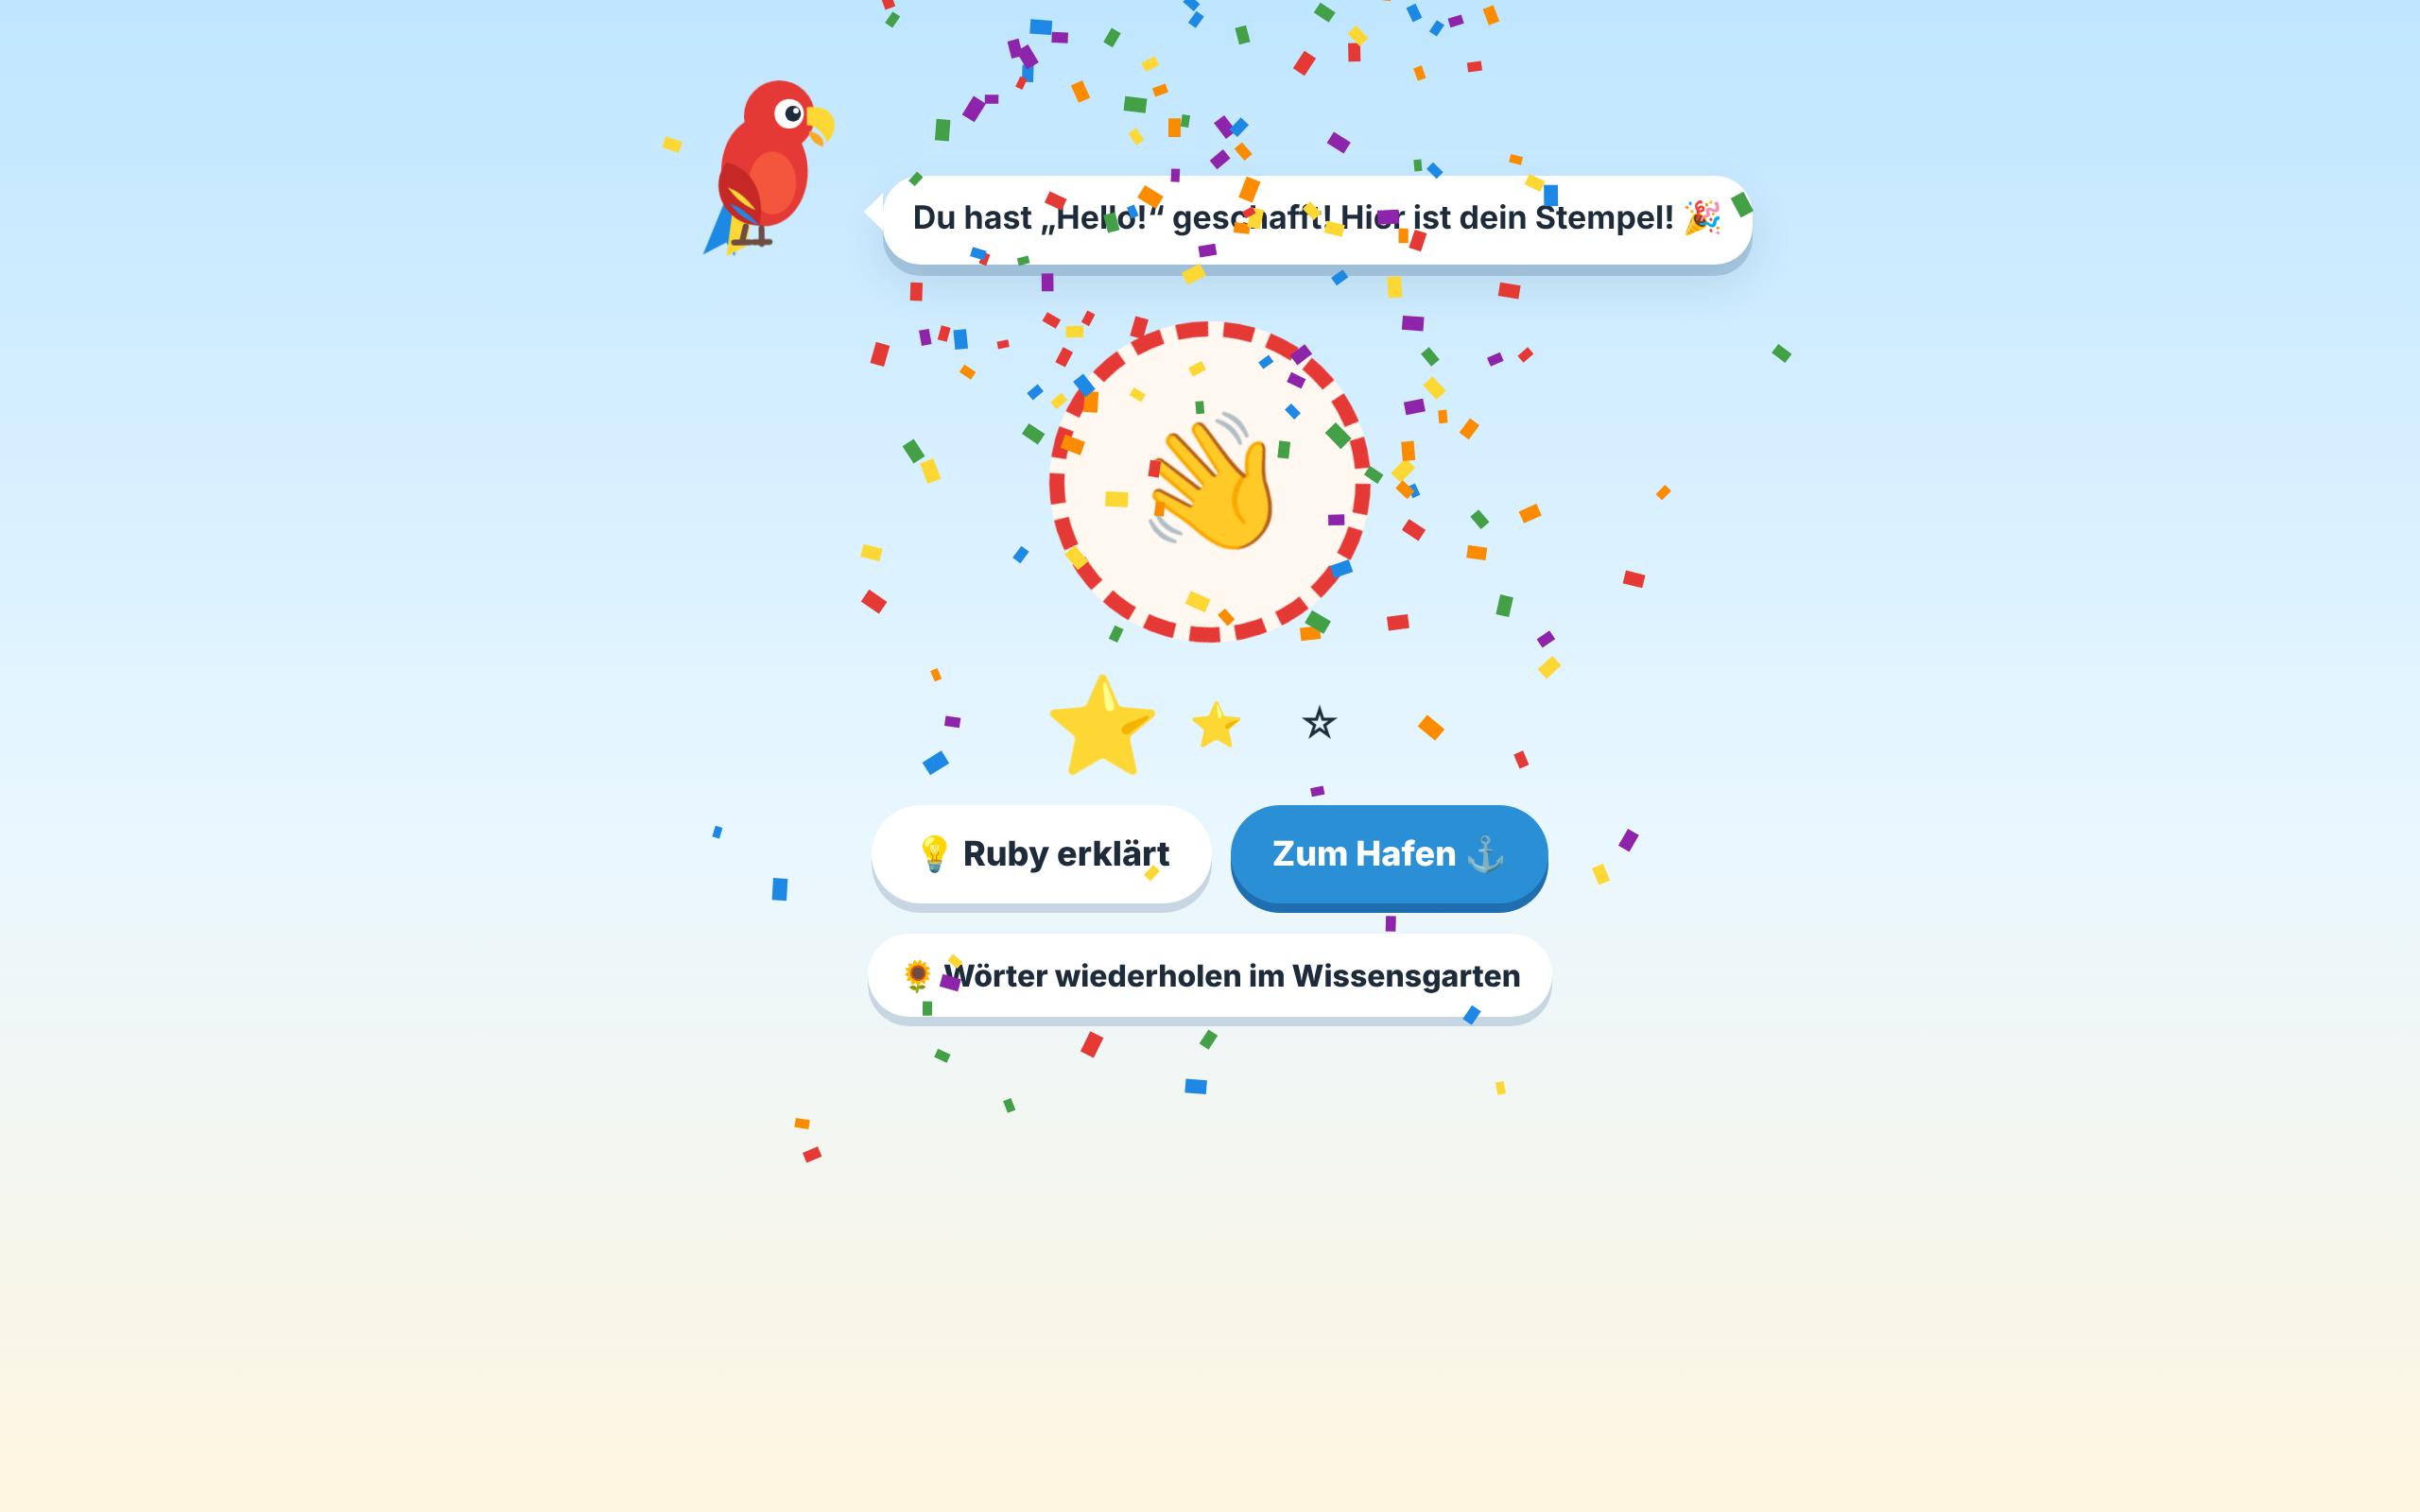 Du hast „Hello!“ geschafft! Hier ist dein Stempel! 🎉
💡 Ruby erklärt
Zum Hafen ⚓
🌻 Wörter wiederholen im Wissensgarten